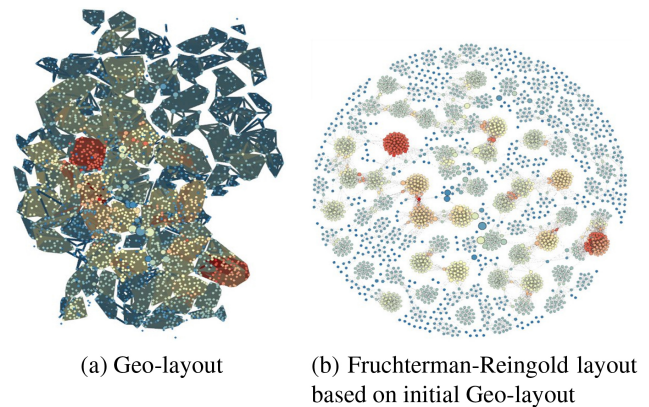 (a) Geo-layout
(b) Fruchterman-Reingold layout
based on initial Geo-layout